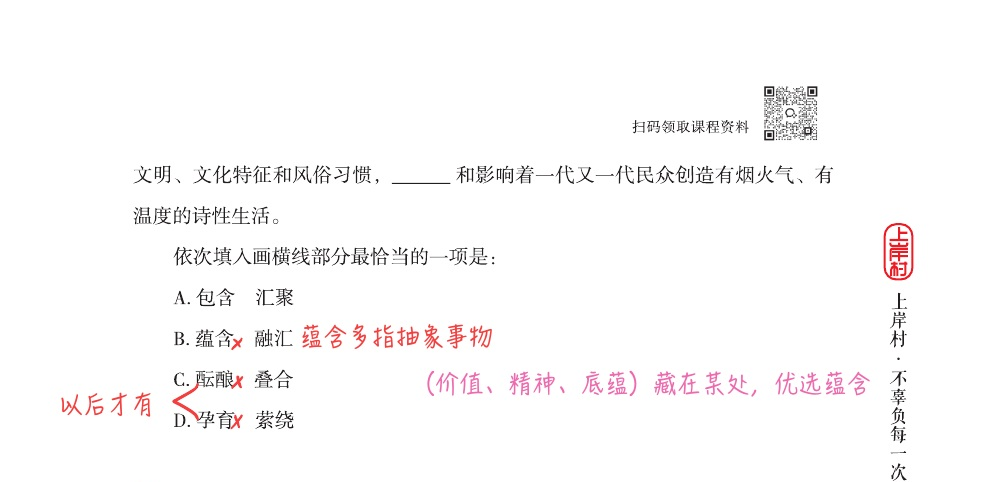 扫码领取课程资料
文明、文化特征和风俗习惯，______ 和影响着一代又一代民众创造有烟火气、有
温度的诗性生活。
依次填入画横线部分最恰当的一项是：
A. 包含 汇聚
B. 蕴含× 融汇 蕴含多指抽象事物
C. 酝酿× 叠合 （价值、精神、底蕴）藏在某处，优选蕴含
以后才有
D. 孕育× 萦绕
上岸村
上岸村·不辜负每一次